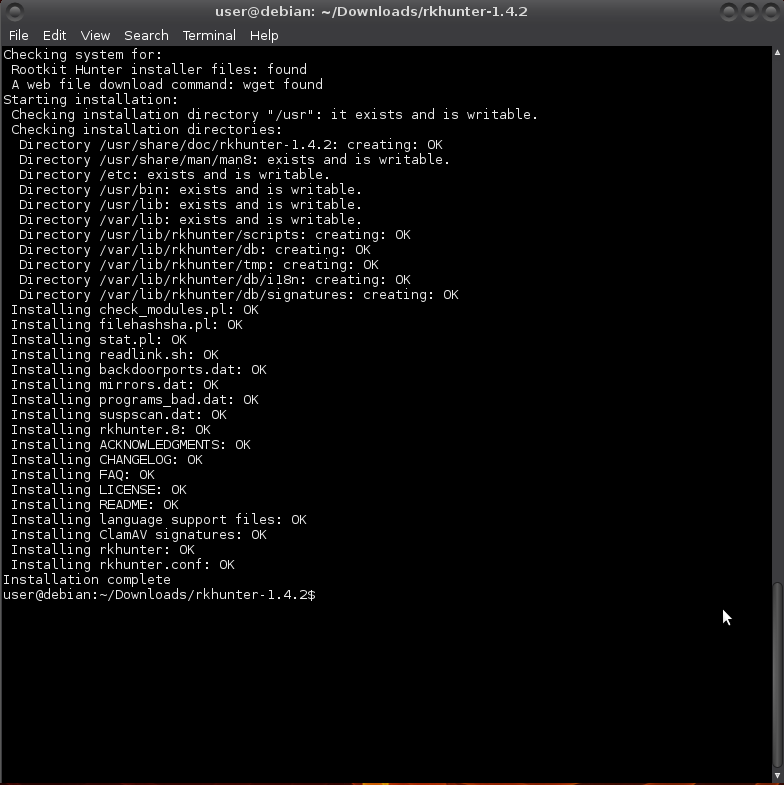 user@debian: ~/Downloads/rkhunter-1.4.2
File Edit View Search Terminal Help
Checking system for:
 Rootkit Hunter installer files: found
 A web file download command: wget found
Starting installation:
 Checking installation directory "/usr": it exists and is writable.
 Checking installation directories:
  Directory /usr/share/doc/rkhunter-1.4.2: creating: OK
  Directory /usr/share/man/man8: exists and is writable.
  Directory /etc: exists and is writable.
  Directory /usr/bin: exists and is writable.
  Directory /usr/lib: exists and is writable.
  Directory /var/lib: exists and is writable.
  Directory /usr/lib/rkhunter/scripts: creating: OK
  Directory /var/lib/rkhunter/db: creating: OK
  Directory /var/lib/rkhunter/tmp: creating: OK
  Directory /var/lib/rkhunter/db/i18n: creating: OK
  Directory /var/lib/rkhunter/db/signatures: creating: OK
 Installing check_modules.pl: OK
 Installing filehashsha.pl: OK
 Installing stat.pl: OK
 Installing readlink.sh: OK
 Installing backdoorports.dat: OK
 Installing mirrors.dat: OK
 Installing programs_bad.dat: OK
 Installing suspscan.dat: OK
 Installing rkhunter.8: OK
 Installing ACKNOWLEDGMENTS: OK
 Installing CHANGELOG: OK
 Installing FAQ: OK
 Installing LICENSE: OK
 Installing README: OK
 Installing language support files: OK
 Installing ClamAV signatures: OK
 Installing rkhunter: OK
 Installing rkhunter.conf: OK
Installation complete
user@debian:~/Downloads/rkhunter-1.4.2$